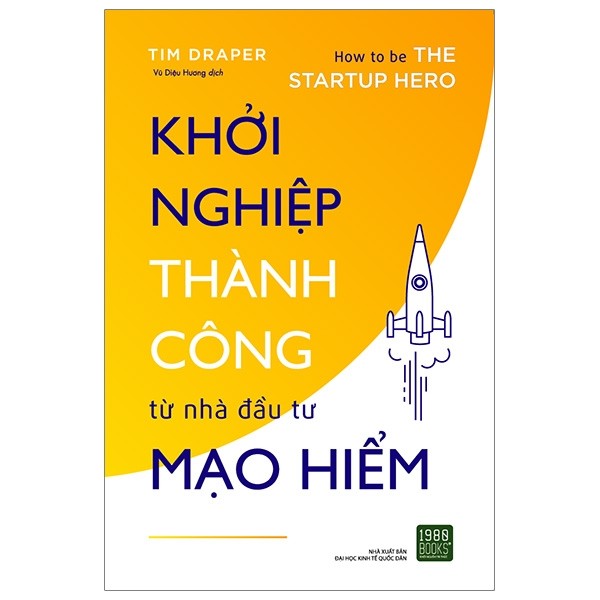 TIM DRAPER
Vũ Diệu Hương dịch
How to be THE
STARTUP HERO
KHỞI
NGHIỆP
THÀNH
CÔNG
từ nhà đầu tư
MẠO HIỂM
NHÀ XUẤT BẢN
ĐẠI HỌC KINH TẾ QUỐC DÂN
1980
BOOKS